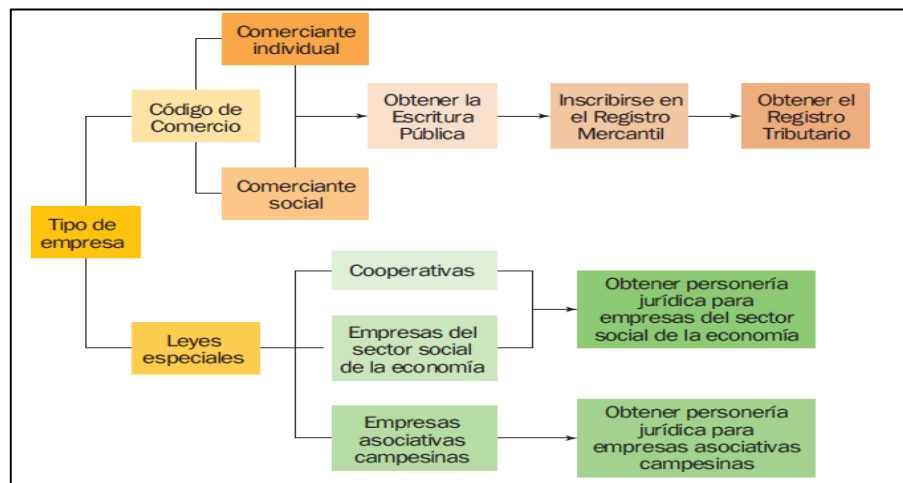 Comerciante
individual
Código de
Comercio
Obtener la
Escritura
Pública
Inscribirse en
el Registro
Mercantil
Obtener el
Registro
Tributario
Comerciante
social
Tipo de
empresa
Cooperativas
Obtener personería
jurídica para
empresas del sector
social de la economía
Leyes
especiales
Empresas del
sector social
de la economía
Empresas
asociativas
campesinas
Obtener personería
jurídica para
empresas asociativas
campesinas